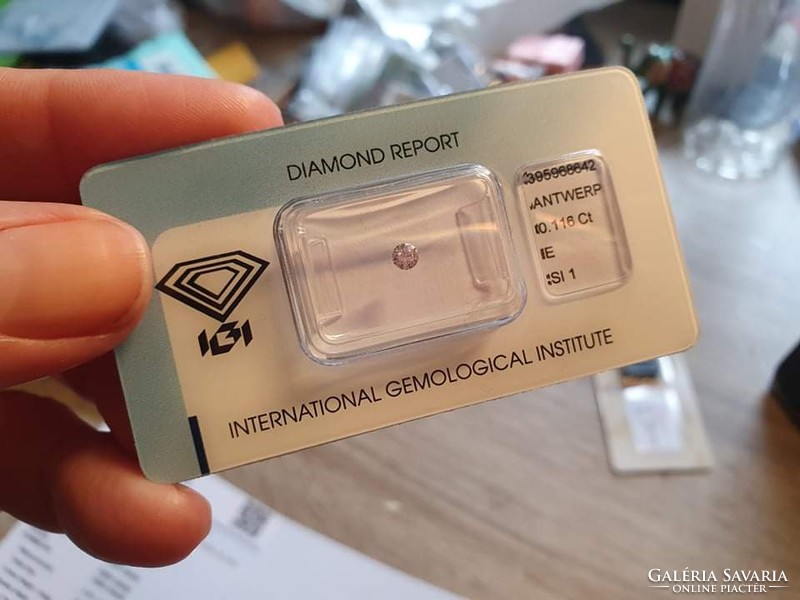 DIAMOND REPORT
395968642
ANTWERP
0.116 Ct
E
SI 1
IGI
INTERNATIONAL GEMOLOGICAL INSTITUTE
GALÉRIA SAVARIA
ONLINE PIACTÉR